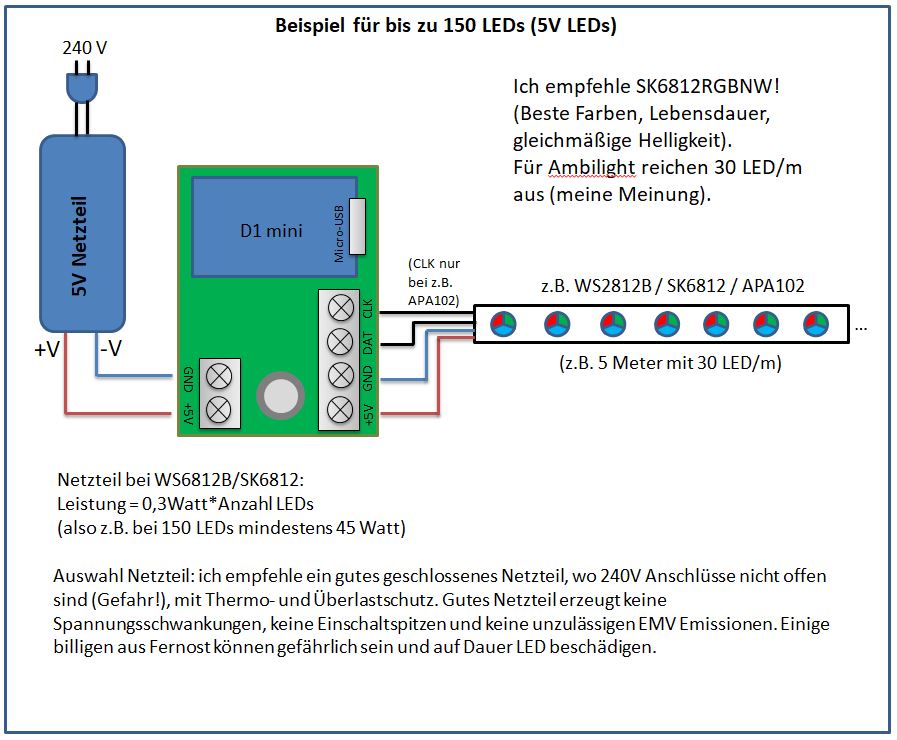 Beispiel für bis zu 150 LEDs (5V LEDs)
240 V
Ich empfehle SK6812RGBNW!
(Beste Farben, Lebensdauer,
gleichmäßige Helligkeit).
Für Ambilight reichen 30 LED/m
aus (meine Meinung).
5V Netzteil
D1 mini
Micro-USB
(CLK nur
bei z.B.
APA102)
z.B. WS2812B / SK6812 / APA102
CLK
DAT
GND
+5V
...
(z.B. 5 Meter mit 30 LED/m)
+V
-V
GND
+5V
Netzteil bei WS6812B/SK6812:
Leistung = 0,3Watt*Anzahl LEDs
(also z.B. bei 150 LEDs mindestens 45 Watt)
Auswahl Netzteil: ich empfehle ein gutes geschlossenes Netzteil, wo 240V Anschlüsse nicht offen
sind (Gefahr!), mit Thermo- und Überlastschutz. Gutes Netzteil erzeugt keine
Spannungsschwankungen, keine Einschaltspitzen und keine unzulässigen EMV Emissionen. Einige
billigen aus Fernost können gefährlich sein und auf Dauer LED beschädigen.